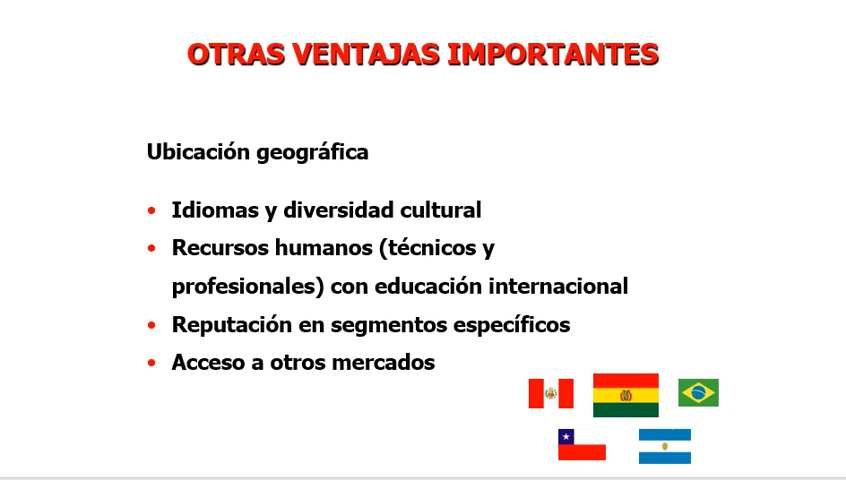 OTRAS VENTAJAS IMPORTANTES
Ubicación geográfica
• Idiomas y diversidad cultural
• Recursos humanos (técnicos y
profesionales) con educación internacional
• Reputación en segmentos específicos
• Acceso a otros mercados